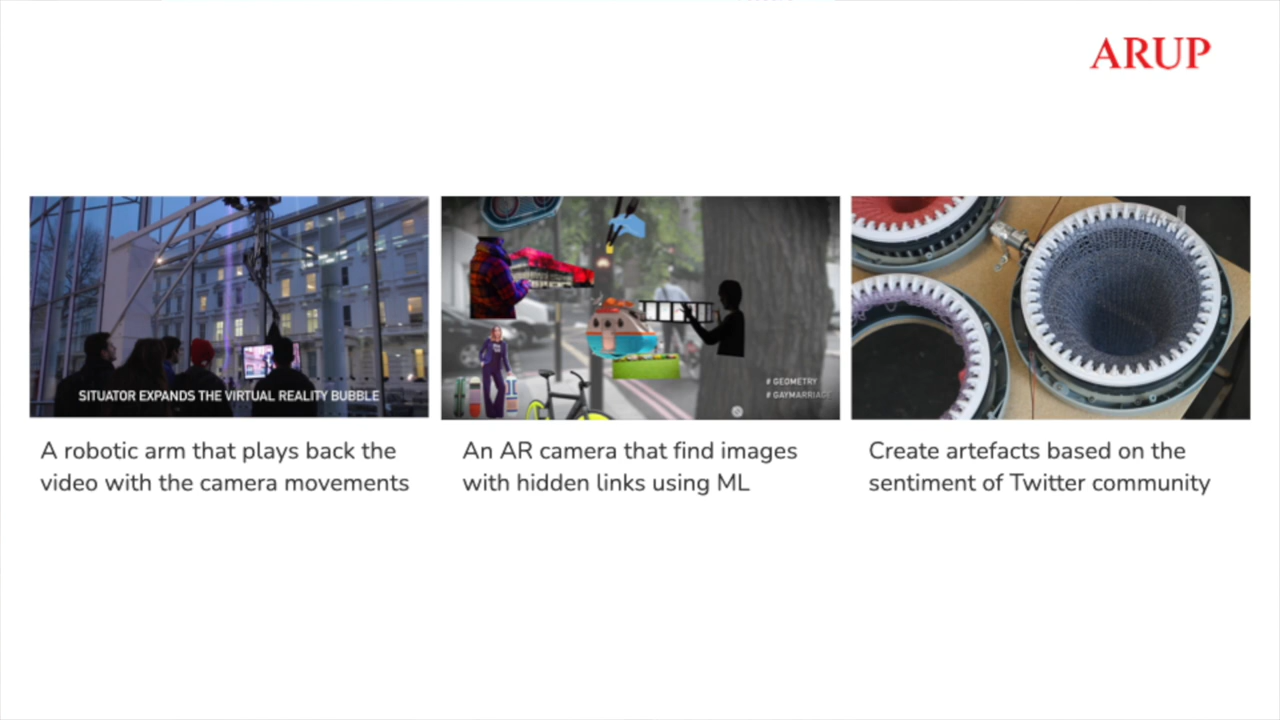 ARUP
SITUATOR EXPANDS THE VIRTUAL REALITY BUBBLE
# GEOMETRY
# GAYMARRIAGE
A robotic arm that plays back the
video with the camera movements
An AR camera that find images
with hidden links using ML
Create artefacts based on the
sentiment of Twitter community